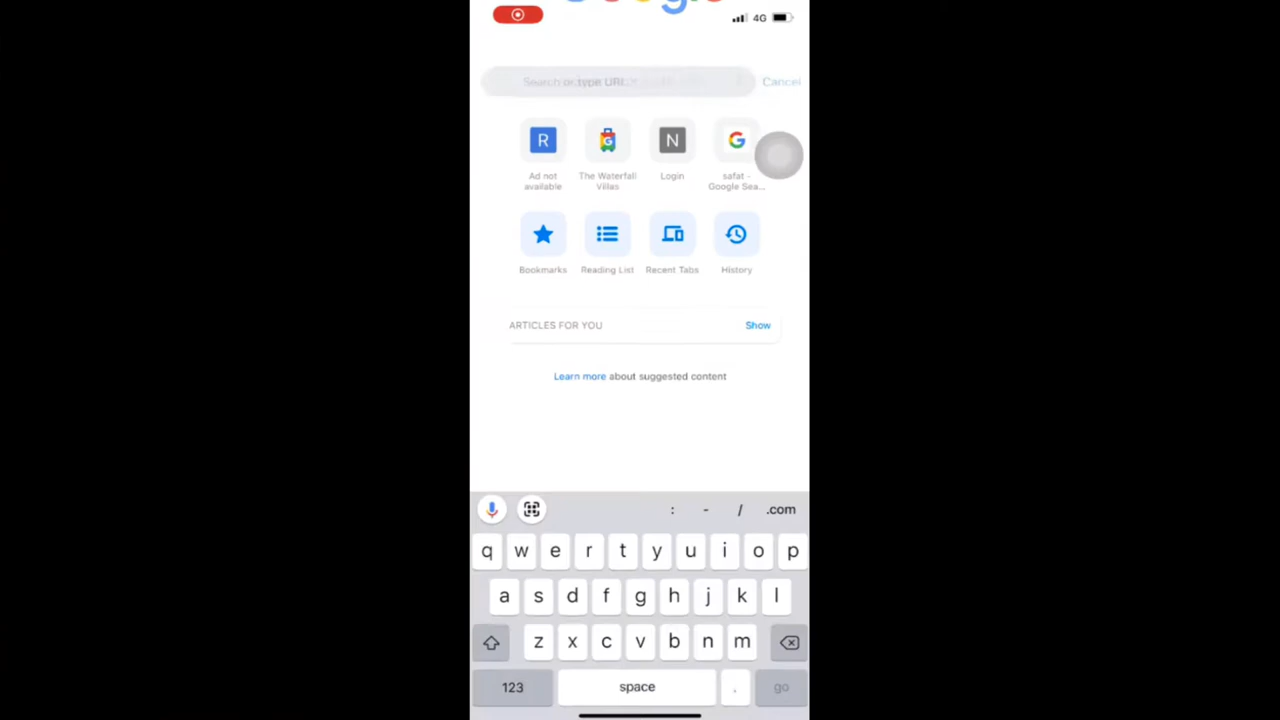 Google
4G
Search or type URL
Cancel
R
G
N
G
Ad not
available
The Waterfall
Villas
Login
safat -
Google Sea...
Bookmarks
Reading List
Recent Tabs
History
ARTICLES FOR YOU
Show
Learn more about suggested content
: - / .com
q w e r t y u i o p
a s d f g h j k l
z x c v b n m
123 space . go